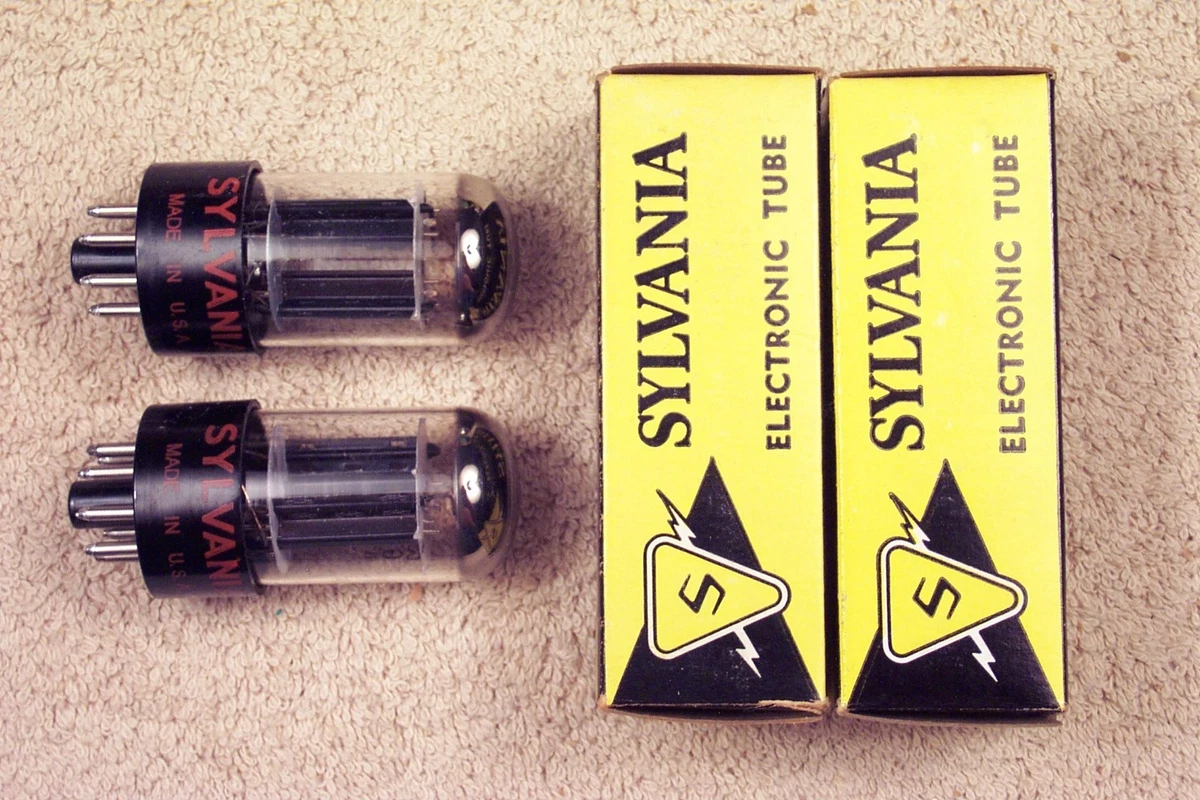 SYLVANIA
MADE IN U.S.A
SYLVANIA
MADE IN U.S.
SYLVANIA
ELECTRONIC TUBE
S
SYLVANIA
ELECTRONIC TUBE
S